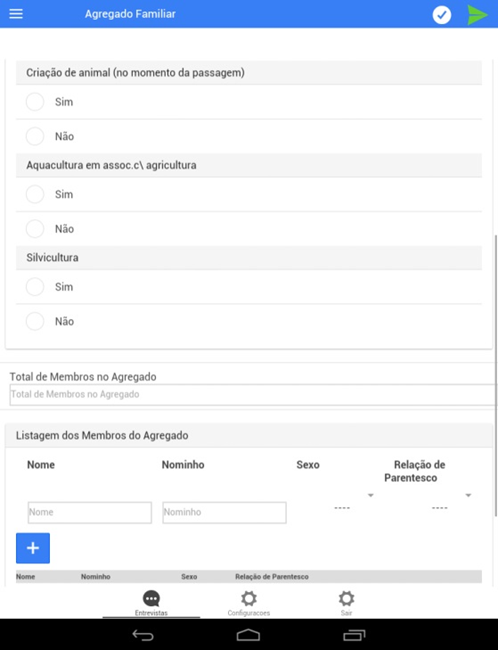 Agregado Familiar
Criação de animal (no momento da passagem)
Sim
Não
Aquacultura em assoc.c\ agricultura
Sim
Não
Silvicultura
Sim
Não
Total de Membros no Agregado
Total de Membros no Agregado
Listagem dos Membros do Agregado
Nome Nominho Sexo Relação de
Parentesco
Nome Nominho ---- ----
+
Nome Nominho Sexo Relação de Parentesco
Entrevistas Configuracoes Sair